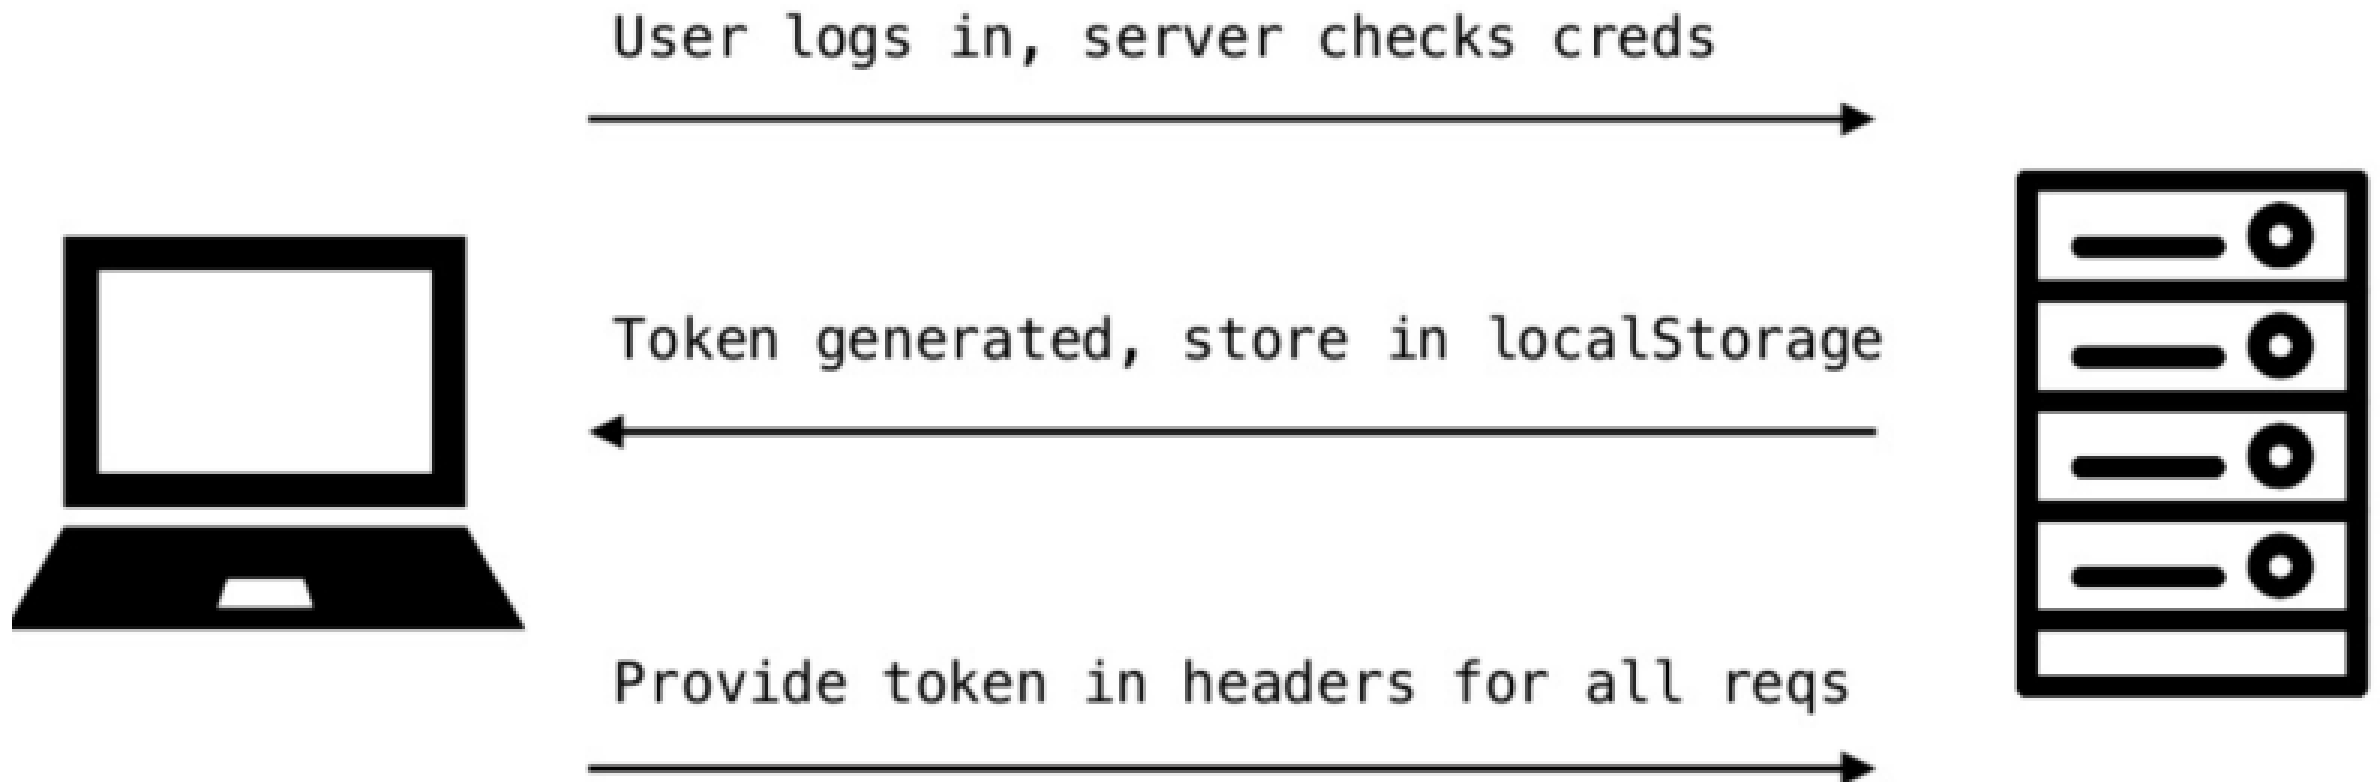 User logs in, server checks creds
Token generated, store in localStorage
Provide token in headers for all reqs